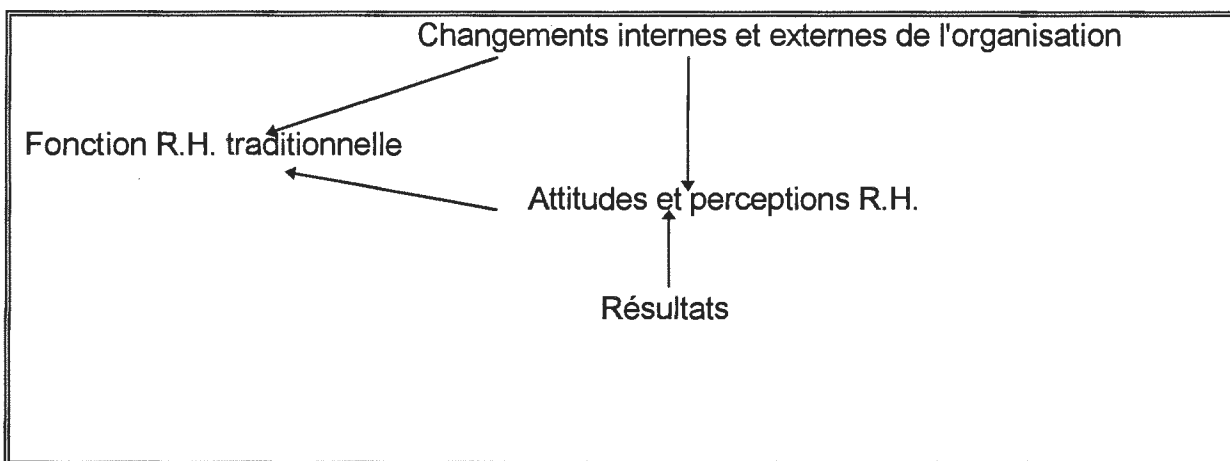 Changements internes et externes de l'organisation
Fonction R.H. traditionnelle
Attitudes et perceptions R.H.
Résultats